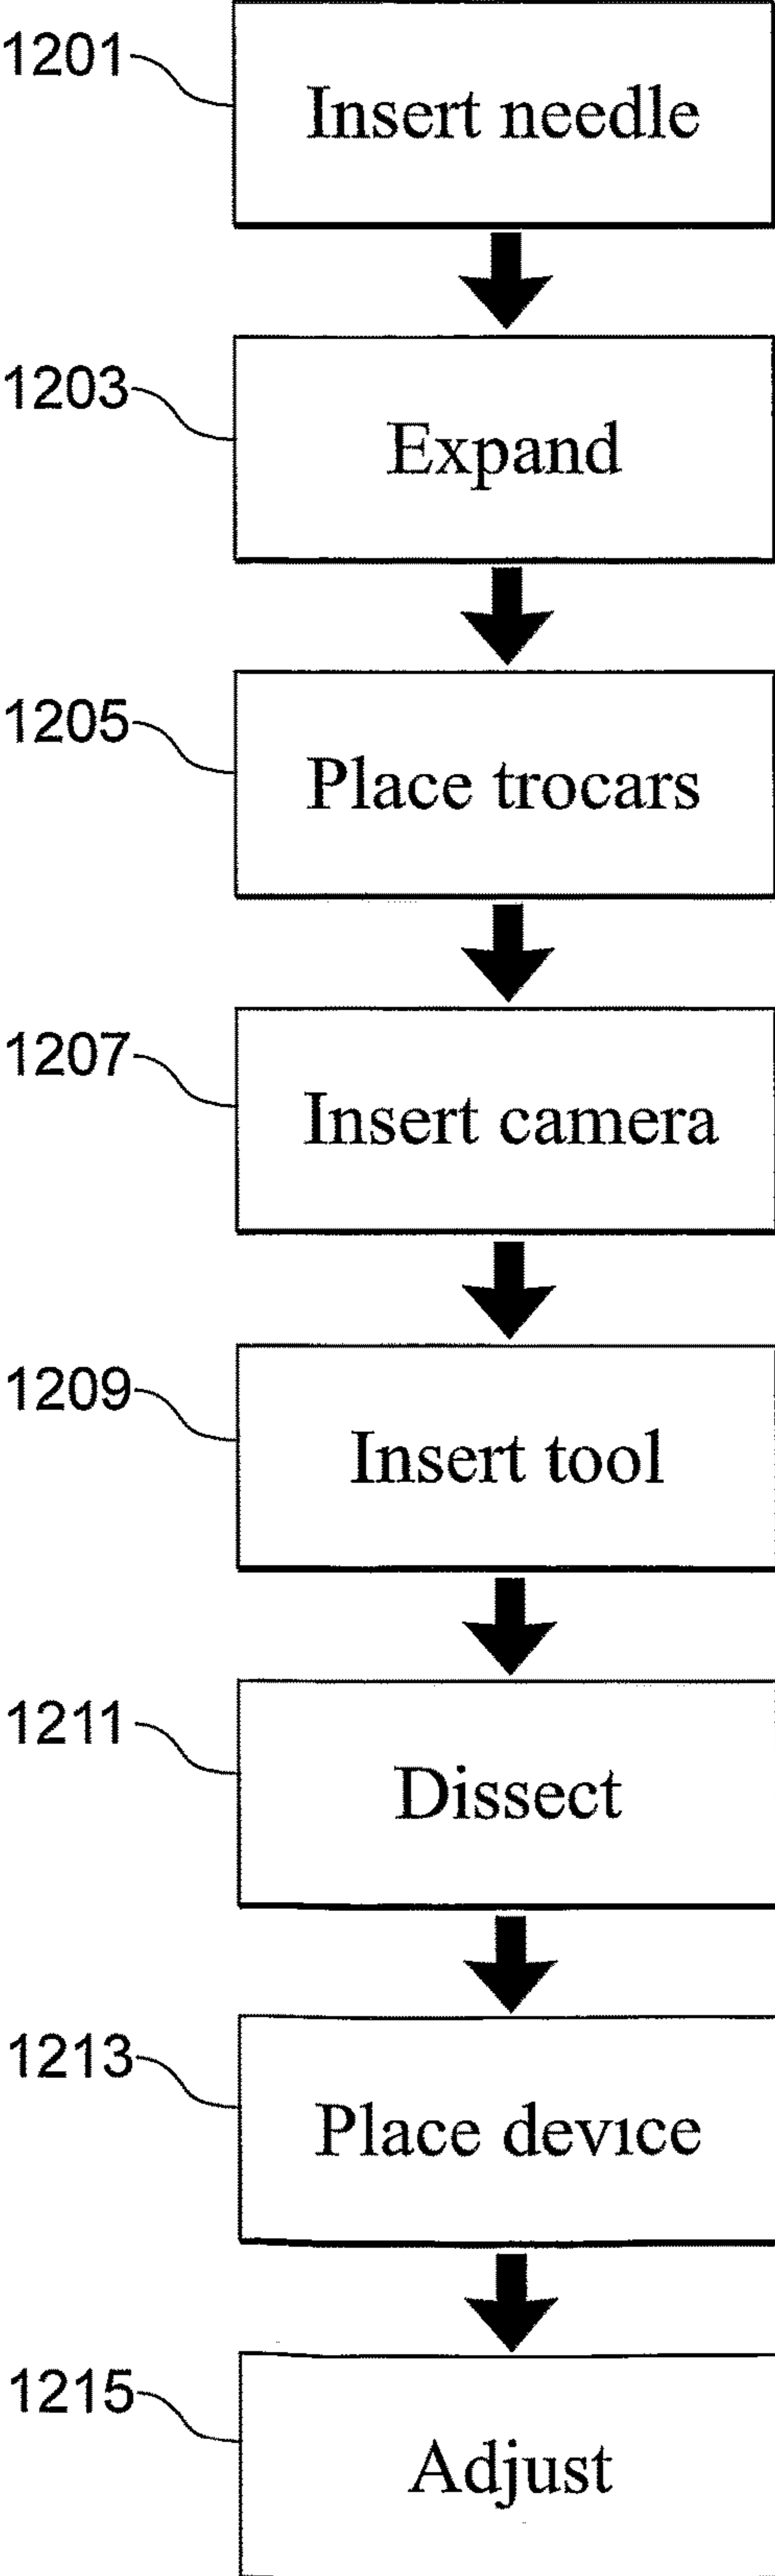 1201
Insert needle
1203
Expand
1205
Place trocars
1207
Insert camera
1209
Insert tool
1211
Dissect
1213
Place device
1215
Adjust